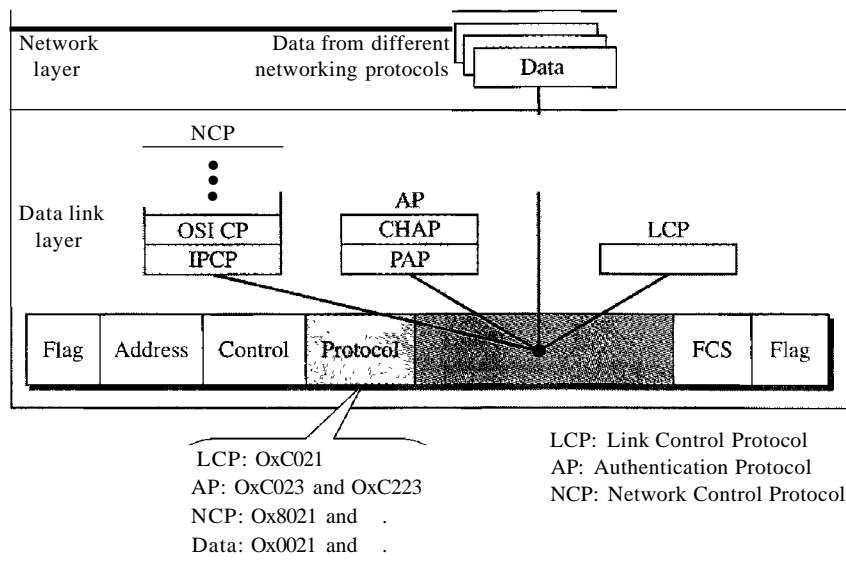 Network layer
Data from different networking protocols
Data
NCP
Data link layer
OSI CP
IPCP
AP
CHAP
PAP
LCP
Flag Address Control Protocol FCS Flag
LCP: OxC021
AP: OxC023 and OxC223
NCP: Ox8021 and .
Data: Ox0021 and .
LCP: Link Control Protocol
AP: Authentication Protocol
NCP: Network Control Protocol